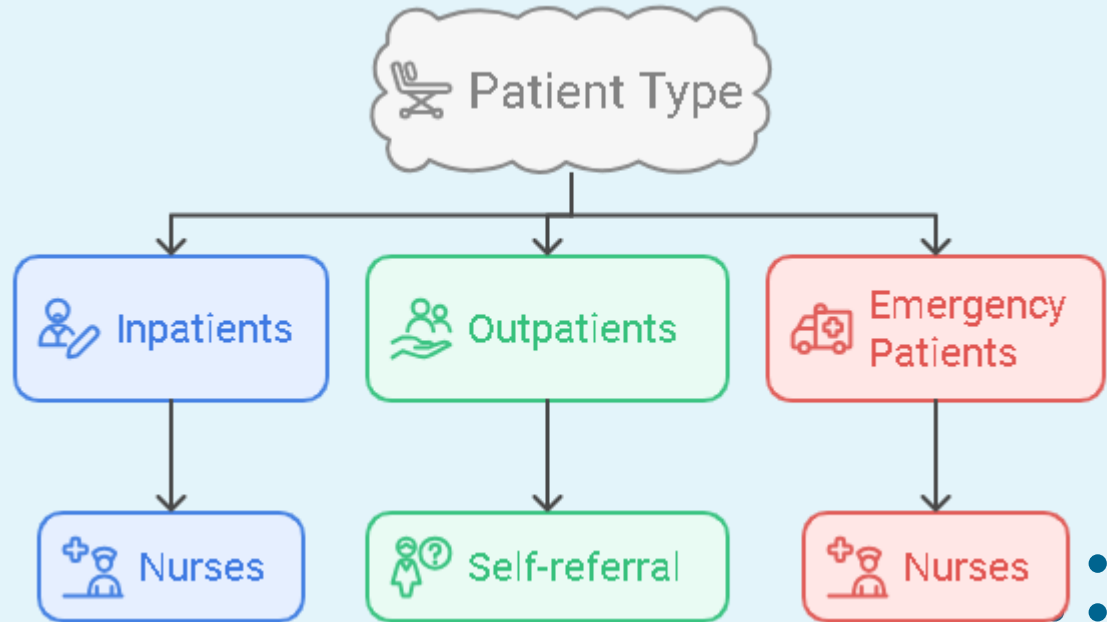 Patient Type
Inpatients
Outpatients
Emergency
Patients
Nurses
Self-referral
Nurses